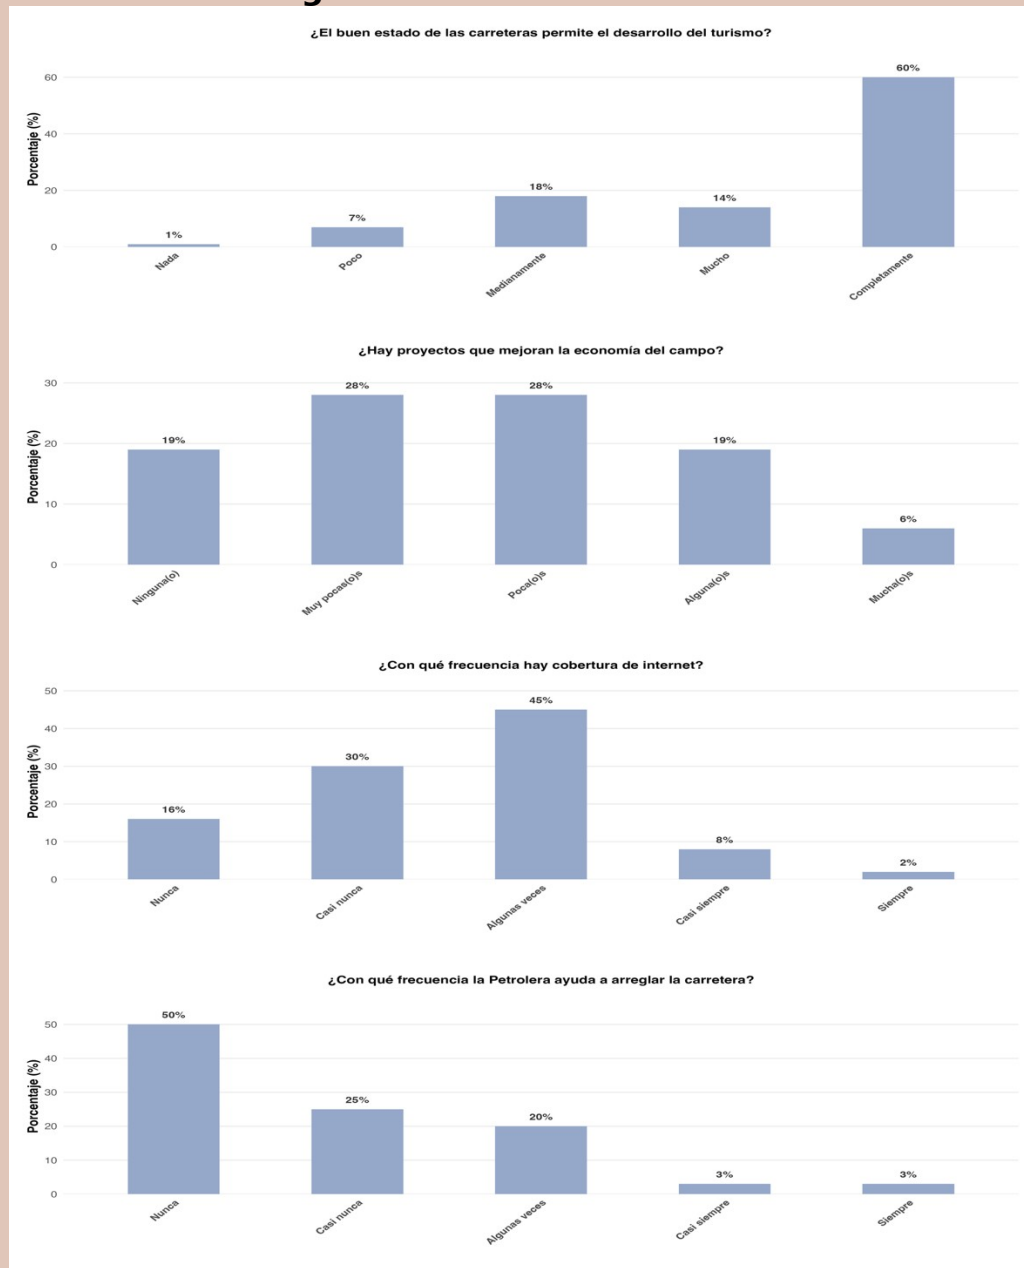 ¿El buen estado de las carreteras permite el desarrollo del turismo?
60%
60
Porcentaje (%)
40
20
18%
14%
7%
1%
0
Nada
Poco
Medianamente
Mucho
Completamente
¿Hay proyectos que mejoran la economía del campo?
30
28%
28%
Porcentaje (%)
20
19%
19%
10
6%
0
Ninguna(o)
Muy pocas(o)s
Poca(o)s
Alguna(o)s
Mucha(o)s
¿Con qué frecuencia hay cobertura de internet?
50
45%
40
Porcentaje (%)
30%
30
20
16%
10
8%
2%
0
Nunca
Casi nunca
Algunas veces
Casi siempre
Siempre
¿Con qué frecuencia la Petrolera ayuda a arreglar la carretera?
50%
50
40
Porcentaje (%)
30
25%
20
20%
10
3%
3%
0
Nunca
Casi nunca
Algunas veces
Casi siempre
Siempre